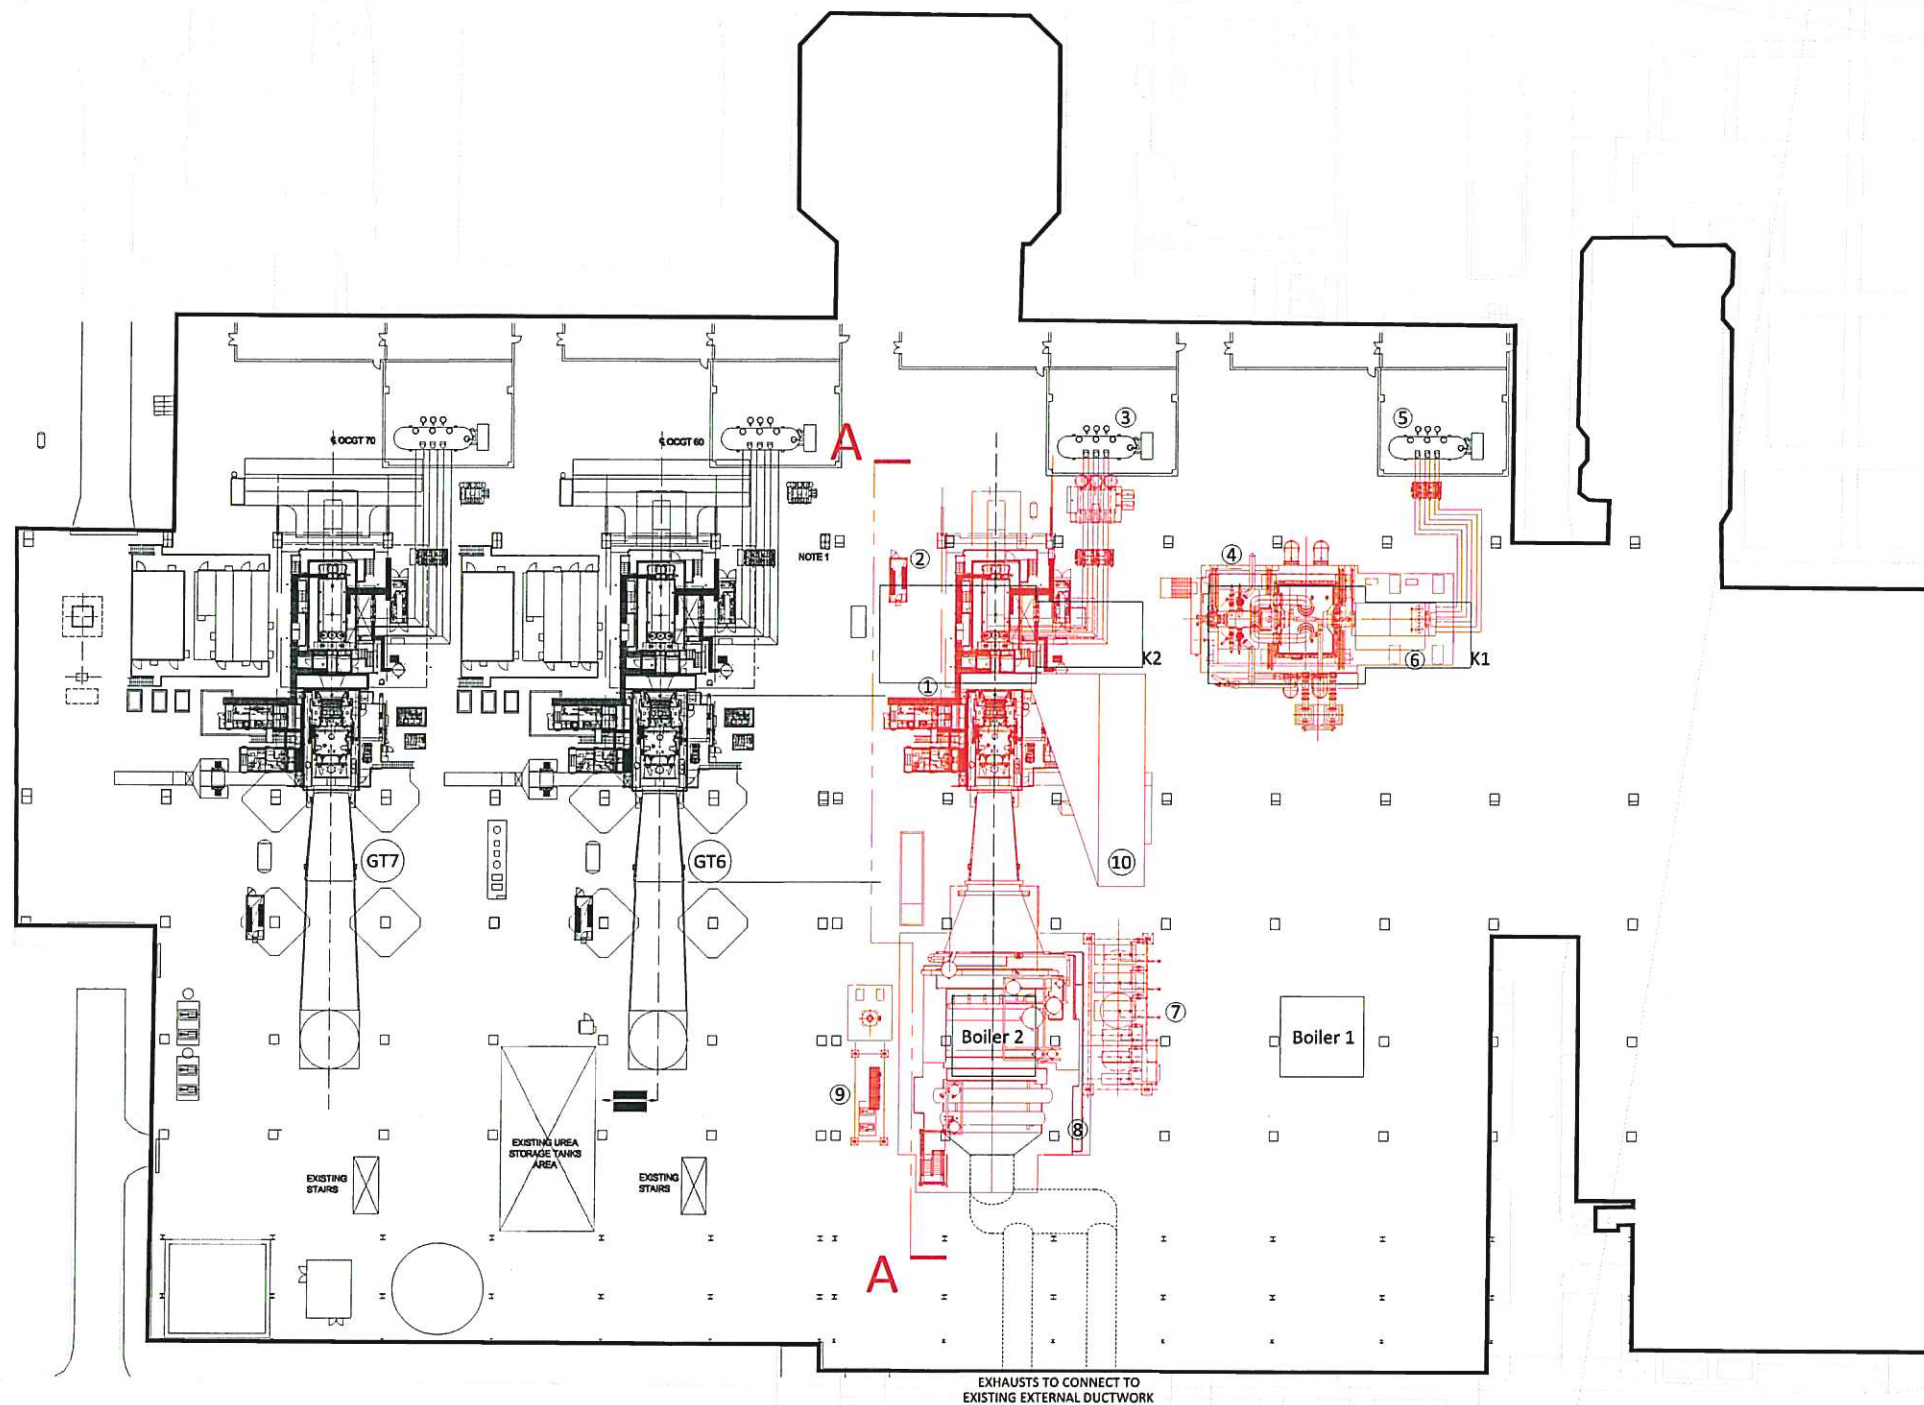 ③
⑤
℄ OCGT 70
℄ OCGT 60
A
②
NOTE 1
④
K2
⑥
K1
①
GT7
GT6
⑩
⑦
Boiler 2
Boiler 1
⑨
⑧
EXISTING UREA
STORAGE TANKS
AREA
EXISTING
STAIRS
EXISTING
STAIRS
A
EXHAUSTS TO CONNECT TO
EXISTING EXTERNAL DUCTWORK